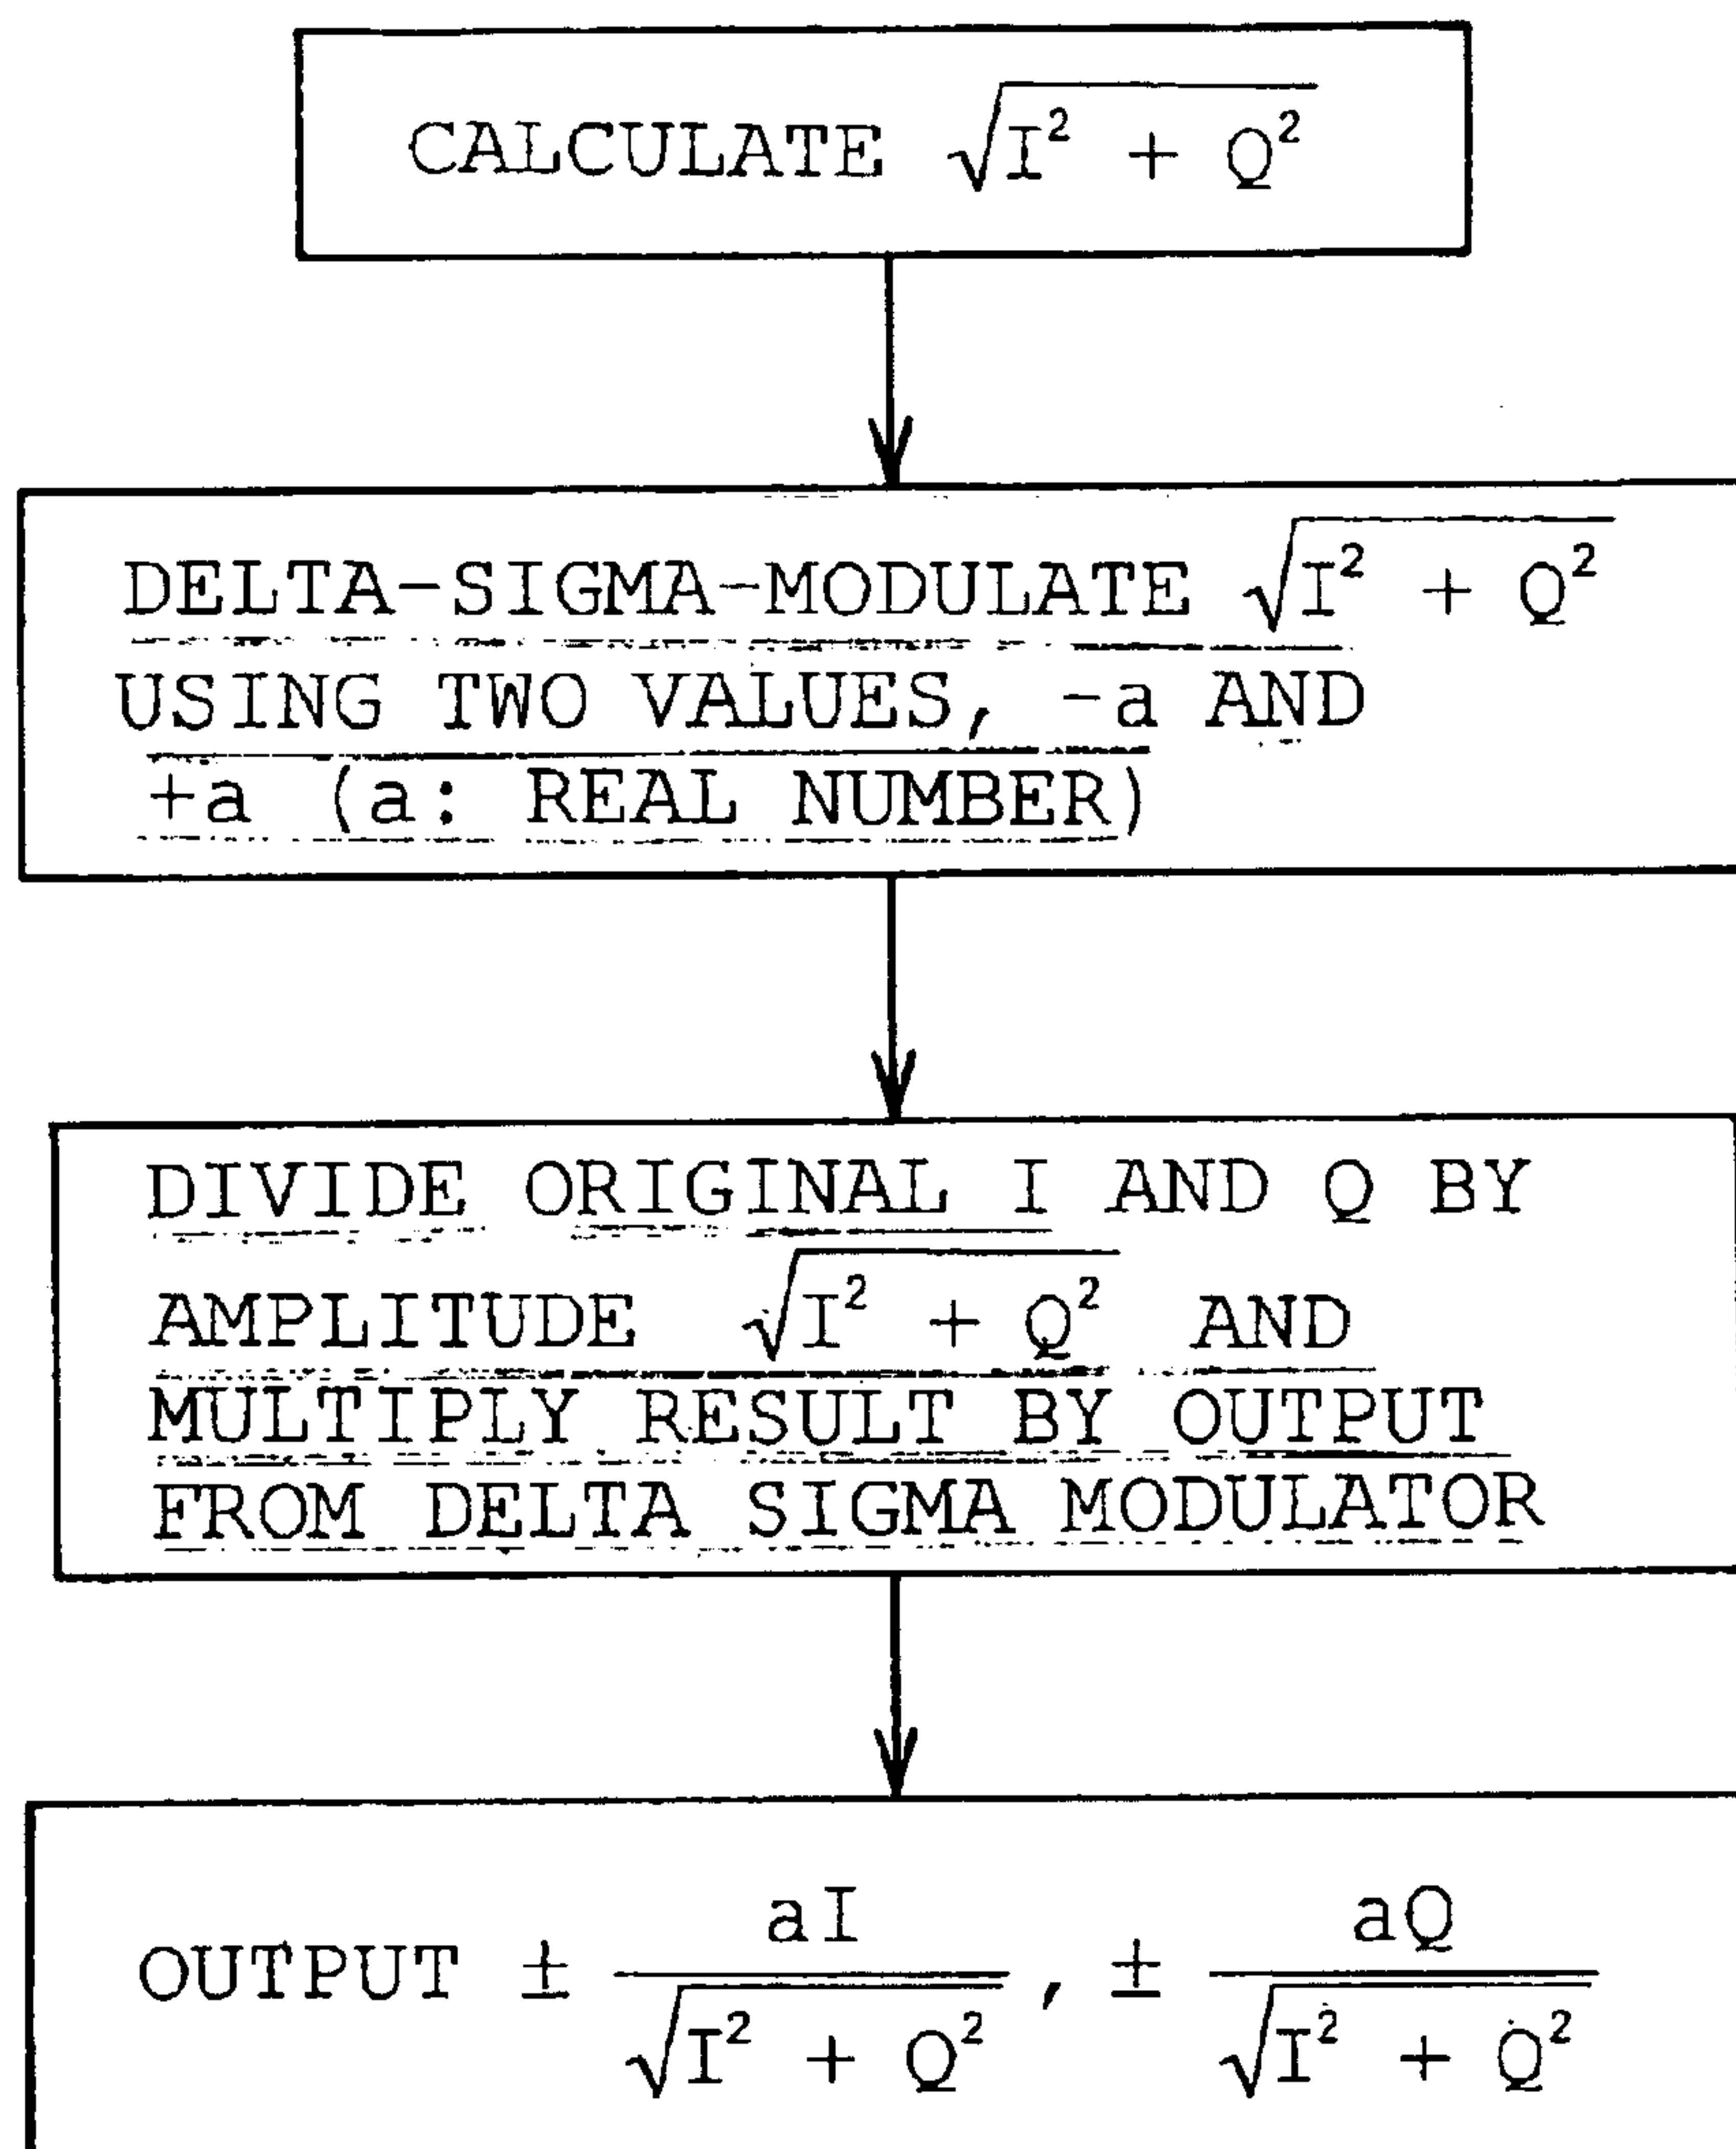 CALCULATE √I² + Q²
DELTA-SIGMA-MODULATE √I² + Q²
USING TWO VALUES, -a AND
+a (a: REAL NUMBER)
DIVIDE ORIGINAL I AND Q BY
AMPLITUDE √I² + Q² AND
MULTIPLY RESULT BY OUTPUT
FROM DELTA SIGMA MODULATOR
OUTPUT ± aI / √I² + Q² , ± aQ / √I² + Q²